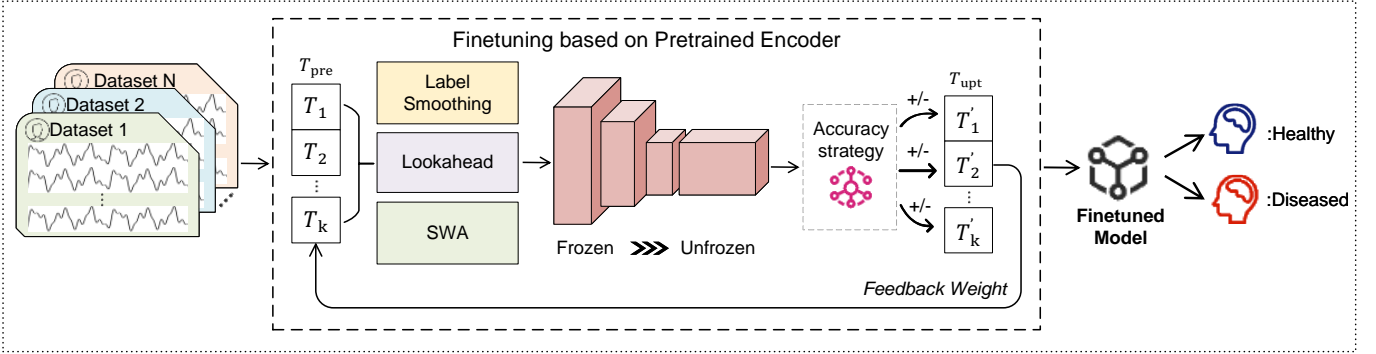 Finetuning based on Pretrained Encoder
Dataset N
Dataset 2
Dataset 1
T_pre
T_1
T_2
⋮
T_k
Label
Smoothing
Lookahead
SWA
Frozen
Unfrozen
Accuracy
strategy
+/-
+/-
+/-
T_upt
T'_1
T'_2
⋮
T'_k
Feedback Weight
Finetuned
Model
:Healthy
:Diseased